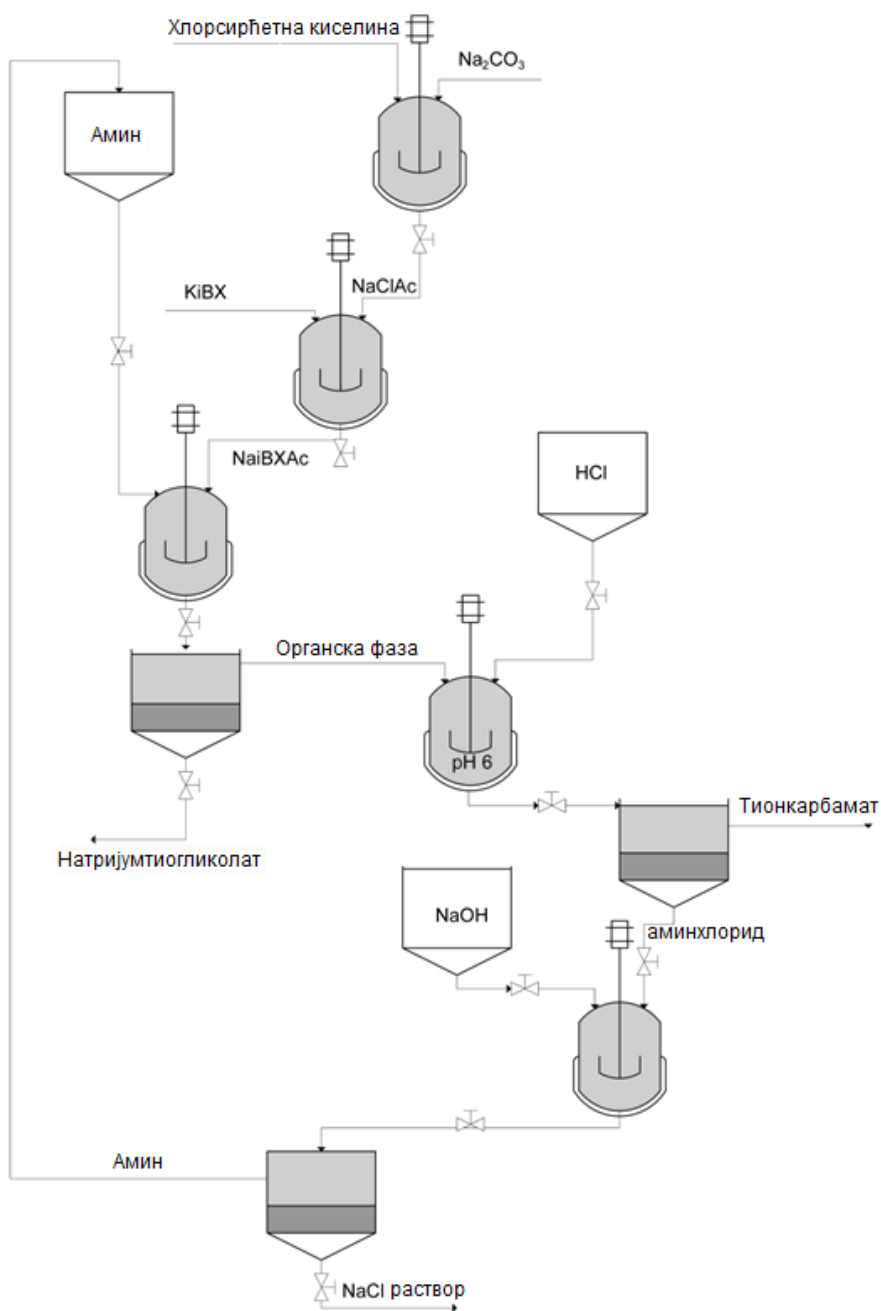 Хлорсирћетна киселина
Na₂CO₃
Амин
NaClAc
KiBX
NaiBXAc
HCl
Органска фаза
pH 6
Тионкарбамат
Натријумтиогликолат
NaOH
аминхлорид
Амин
NaCl раствор